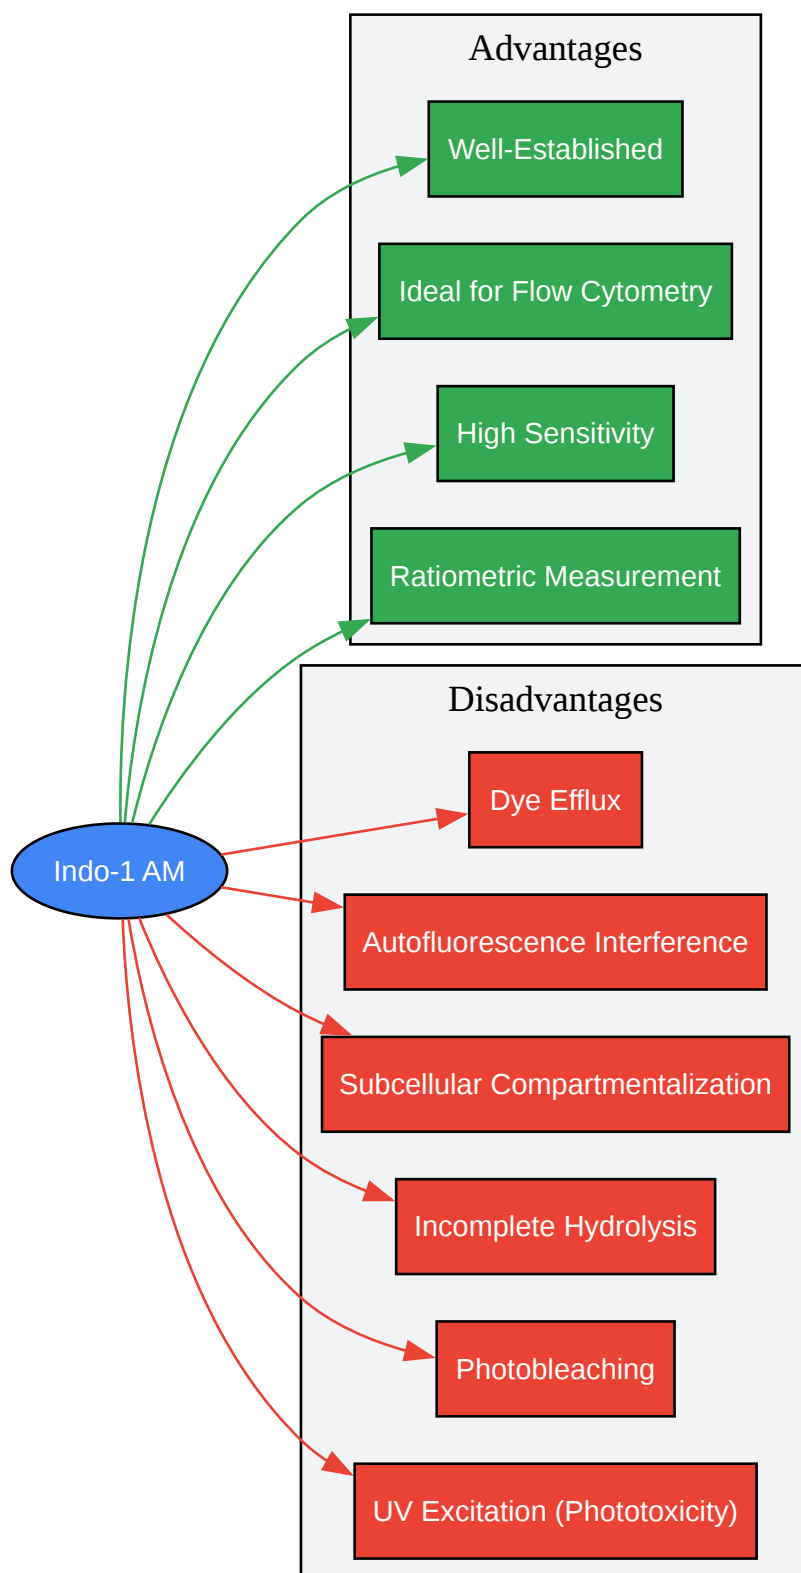 Advantages
Well-Established
Ideal for Flow Cytometry
High Sensitivity
Ratiometric Measurement
Disadvantages
Dye Efflux
Indo-1 AM
Autofluorescence Interference
Subcellular Compartmentalization
Incomplete Hydrolysis
Photobleaching
UV Excitation (Phototoxicity)